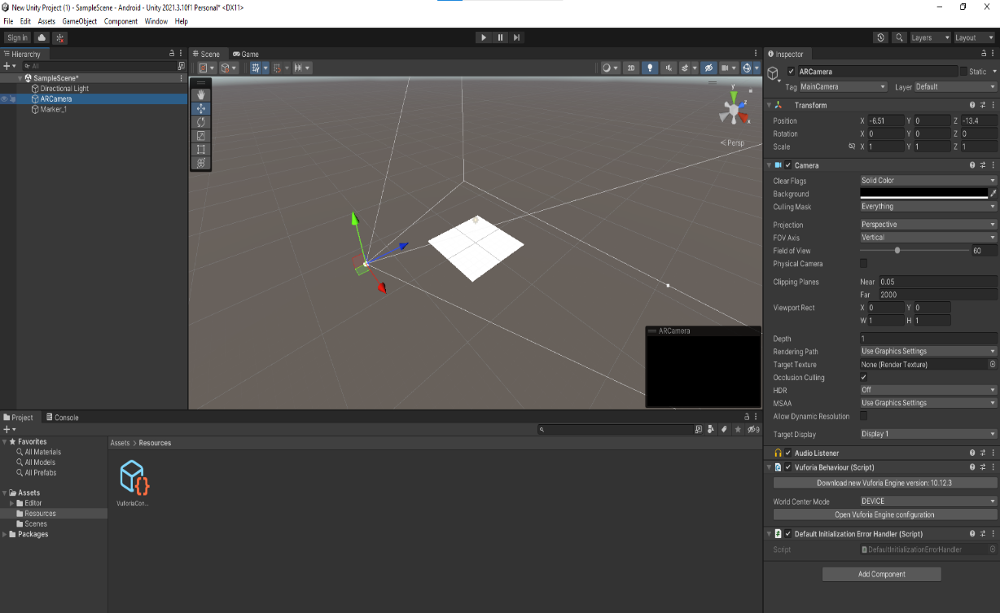 New Unity Project (1) - SampleScene - Android - Unity 2021.3.10f1 Personal* <DX11>
File Edit Assets GameObject Component Window Help
Sign in
Layers
Layout
Hierarchy
All
SampleScene*
Directional Light
ARCamera
Marker_1
Scene
Game
2D
y
z
x
Persp
ARCamera
Inspector
ARCamera
Static
Tag MainCamera Layer Default
Transform
Position X -6.51 Y 0 Z -13.4
Rotation X 0 Y 0 Z 0
Scale X 1 Y 1 Z 1
Camera
Clear Flags Solid Color
Background
Culling Mask Everything
Projection Perspective
FOV Axis Vertical
Field of View 60
Physical Camera
Clipping Planes Near 0.05
Far 2000
Viewport Rect X 0 Y 0
W 1 H 1
Depth 1
Rendering Path Use Graphics Settings
Target Texture None (Render Texture)
Occlusion Culling
HDR Off
MSAA Use Graphics Settings
Allow Dynamic Resolution
Target Display Display 1
Audio Listener
Vuforia Behaviour (Script)
Download new Vuforia Engine version: 10.12.3
World Center Mode DEVICE
Open Vuforia Engine configuration
Default Initialization Error Handler (Script)
Script DefaultInitializationErrorHandler
Add Component
Project
Console
9
Favorites
All Materials
All Models
All Prefabs
Assets
Editor
Resources
Scenes
Packages
Assets > Resources
VuforiaCon...